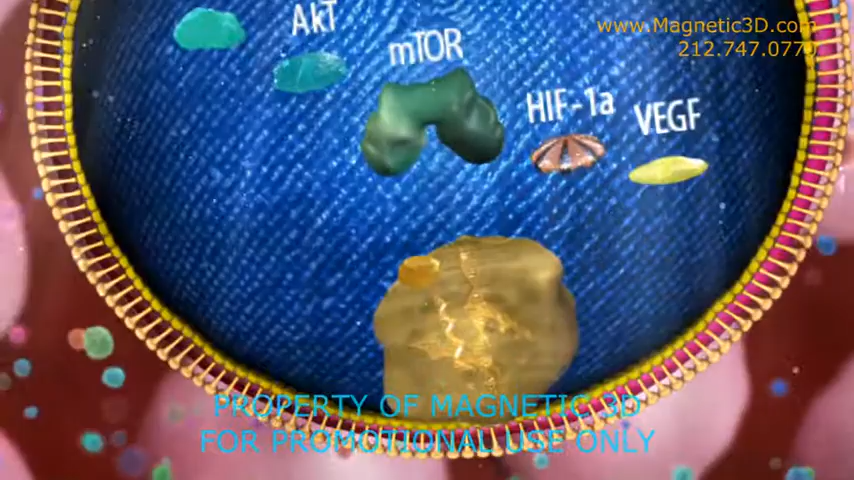 www.Magnetic3D.com
212.747.0770
AkT
mTOR
HIF-1a
VEGF
PROPERTY OF MAGNETIC 3D
FOR PROMOTIONAL USE ONLY